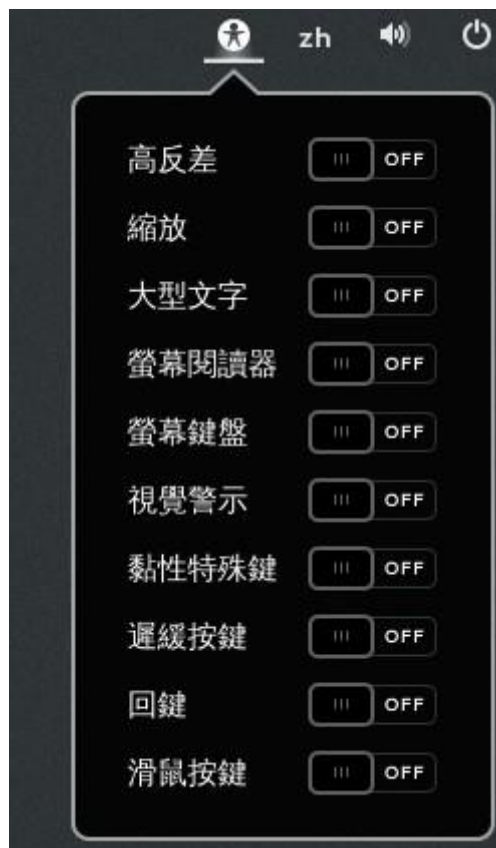 zh
高反差 OFF
縮放 OFF
大型文字 OFF
螢幕閱讀器 OFF
螢幕鍵盤 OFF
視覺警示 OFF
黏性特殊鍵 OFF
遲緩按鍵 OFF
回鍵 OFF
滑鼠按鍵 OFF